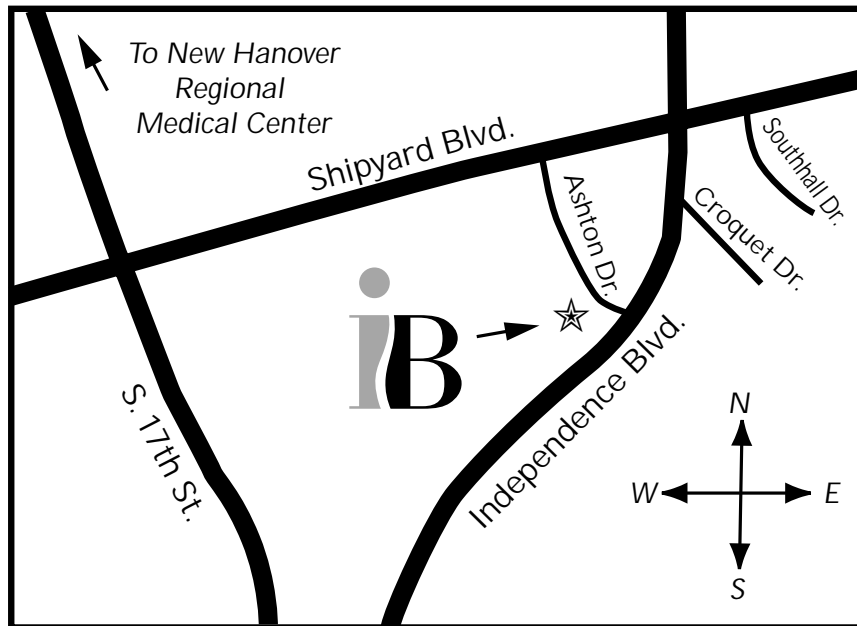 To New Hanover
Regional
Medical Center
Shipyard Blvd.
Southhall Dr.
Ashton Dr.
Croquet Dr.
iB
S. 17th St.
Independence Blvd.
N
W
E
S